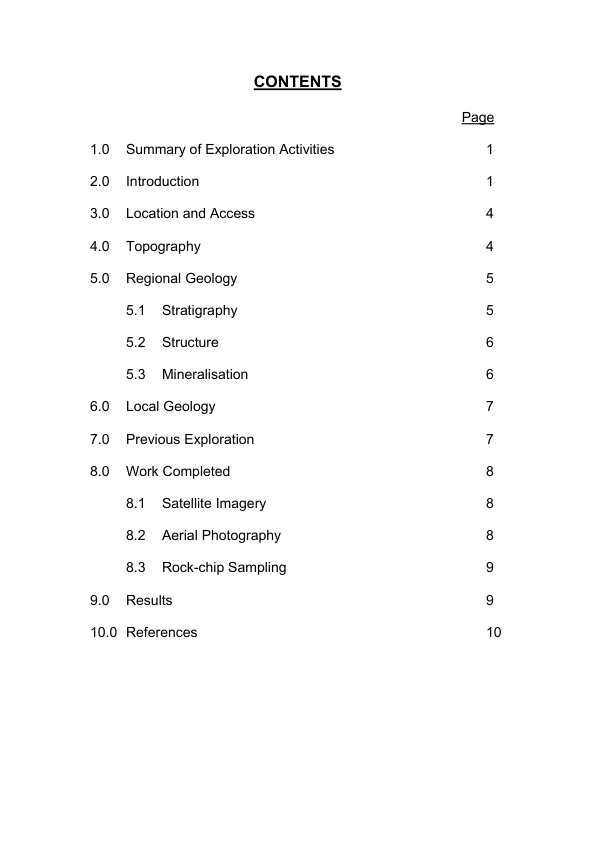 CONTENTS
Page
1.0 Summary of Exploration Activities 1
2.0 Introduction 1
3.0 Location and Access 4
4.0 Topography 4
5.0 Regional Geology 5
5.1 Stratigraphy 5
5.2 Structure 6
5.3 Mineralisation 6
6.0 Local Geology 7
7.0 Previous Exploration 7
8.0 Work Completed 8
8.1 Satellite Imagery 8
8.2 Aerial Photography 8
8.3 Rock-chip Sampling 9
9.0 Results 9
10.0 References 10